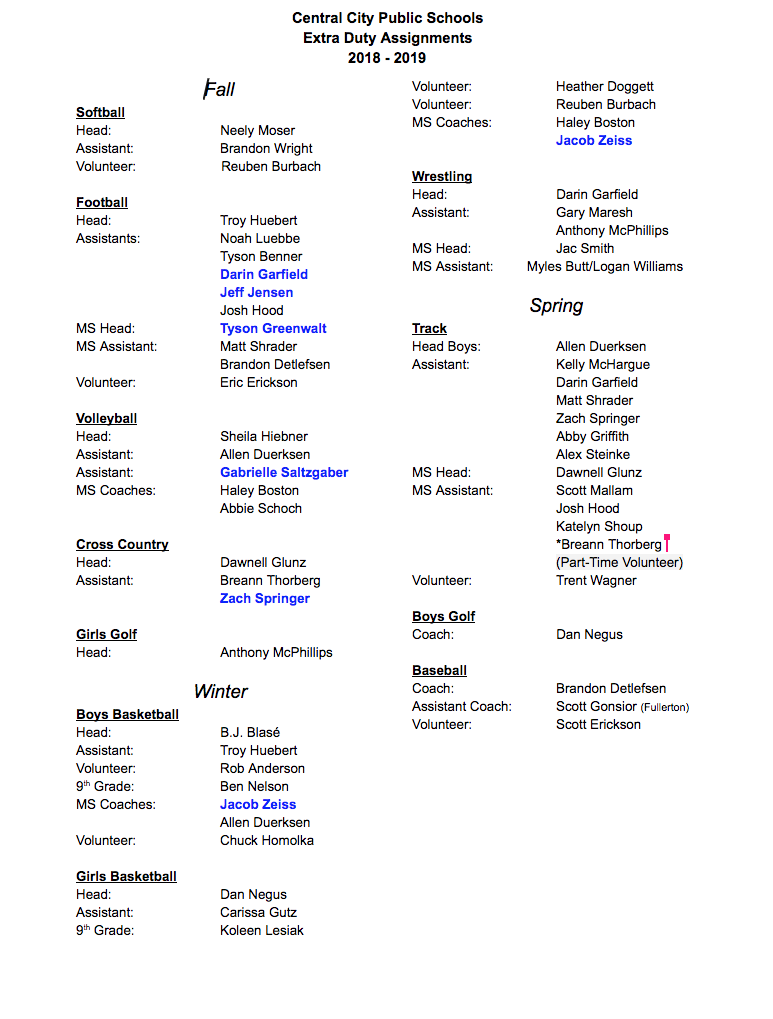 Central City Public Schools
Extra Duty Assignments
2018 - 2019
Fall
Softball
Head: Neely Moser
Assistant: Brandon Wright
Volunteer: Reuben Burbach
Football
Head: Troy Huebert
Assistants: Noah Luebbe
Tyson Benner
Darin Garfield
Jeff Jensen
Josh Hood
MS Head: Tyson Greenwalt
MS Assistant: Matt Shrader
Brandon Detlefsen
Volunteer: Eric Erickson
Volleyball
Head: Sheila Hiebner
Assistant: Allen Duerksen
Assistant: Gabrielle Saltzgaber
MS Coaches: Haley Boston
Abbie Schoch
Cross Country
Head: Dawnell Glunz
Assistant: Breann Thorberg
Zach Springer
Girls Golf
Head: Anthony McPhillips
Winter
Boys Basketball
Head: B.J. Blasé
Assistant: Troy Huebert
Volunteer: Rob Anderson
9th Grade: Ben Nelson
MS Coaches: Jacob Zeiss
Allen Duerksen
Volunteer: Chuck Homolka
Girls Basketball
Head: Dan Negus
Assistant: Carissa Gutz
9th Grade: Koleen Lesiak
Volunteer: Heather Doggett
Volunteer: Reuben Burbach
MS Coaches: Haley Boston
Jacob Zeiss
Wrestling
Head: Darin Garfield
Assistant: Gary Maresh
Anthony McPhillips
MS Head: Jac Smith
MS Assistant: Myles Butt/Logan Williams
Spring
Track
Head Boys: Allen Duerksen
Assistant: Kelly McHargue
Darin Garfield
Matt Shrader
Zach Springer
Abby Griffith
Alex Steinke
MS Head: Dawnell Glunz
MS Assistant: Scott Mallam
Josh Hood
Katelyn Shoup
*Breann Thorberg
(Part-Time Volunteer)
Volunteer: Trent Wagner
Boys Golf
Coach: Dan Negus
Baseball
Coach: Brandon Detlefsen
Assistant Coach: Scott Gonsior (Fullerton)
Volunteer: Scott Erickson